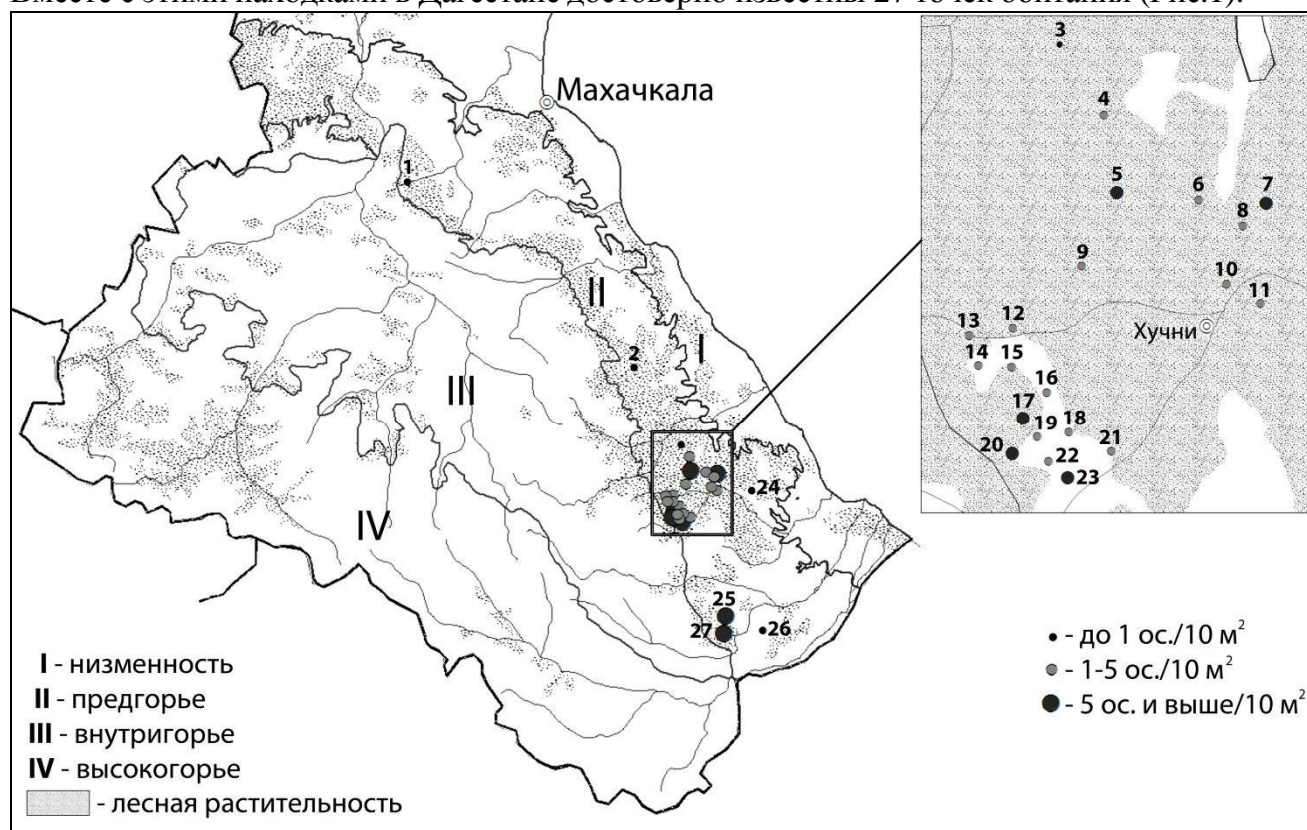 Вместе с этими находками в Дагестане достоверно известны 27 точек обитания (Рис.1).
Махачкала
1
2
I
II
III
IV
24
25
26
27
3
4
5
6
7
8
9
10
11
Хучни
12
13
14
15
16
17
18
19
20
21
22
23
I - низменность
II - предгорье
III - внутригорье
IV - высокогорье
- лесная растительность
- до 1 ос./10 м²
- 1-5 ос./10 м²
- 5 ос. и выше/10 м²